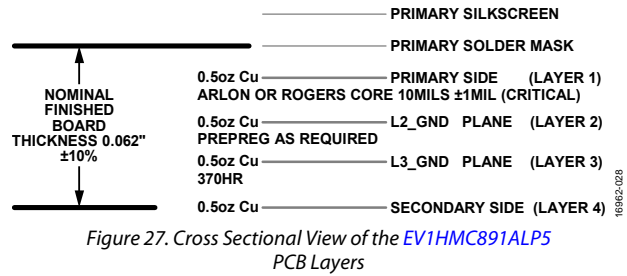 PRIMARY SILKSCREEN
PRIMARY SOLDER MASK
0.5oz Cu PRIMARY SIDE (LAYER 1)
ARLON OR ROGERS CORE 10MILS ±1MIL (CRITICAL)
NOMINAL
FINISHED
BOARD
THICKNESS 0.062"
±10%
0.5oz Cu L2_GND PLANE (LAYER 2)
PREPREG AS REQUIRED
0.5oz Cu L3_GND PLANE (LAYER 3)
370HR
0.5oz Cu SECONDARY SIDE (LAYER 4)
16962-028
Figure 27. Cross Sectional View of the EV1HMC891ALP5
PCB Layers